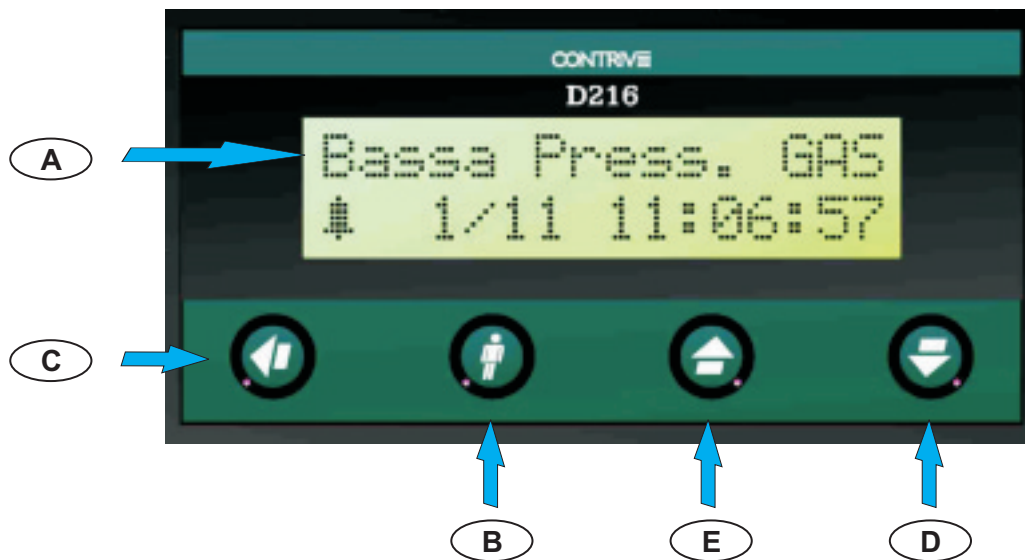 CONTRIVE
D216
A
Bassa Press. GAS
1/11 11:06:57
C
B
E
D